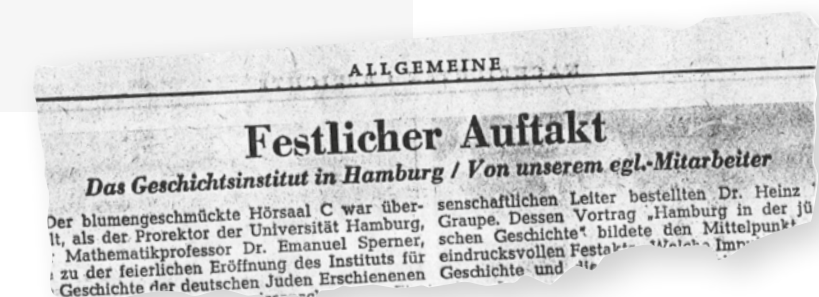 ALLGEMEINE
Festlicher Auftakt
Das Geschichtsinstitut in Hamburg / Von unserem egl.-Mitarbeiter
Der blumengeschmückte Hörsaal C war über-
lt, als der Prorektor der Universität Hamburg,
Mathematikprofessor Dr. Emanuel Sperner,
zu der feierlichen Eröffnung des Instituts für
Geschichte der deutschen Juden Erschienenen
senschaftlichen Leiter bestellten Dr. Heinz
Graupe. Dessen Vortrag „Hamburg in der jü
schen Geschichte" bildete den Mittelpunkt
eindrucksvollen Festakt
Geschichte und